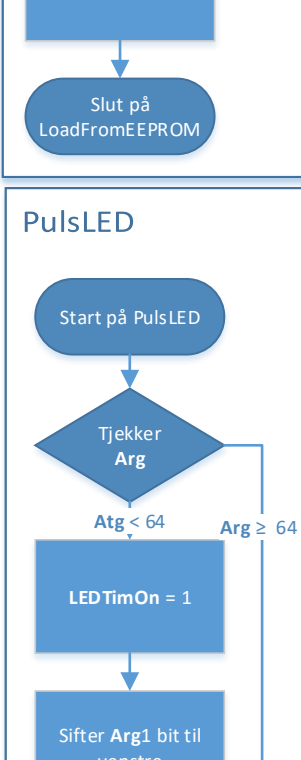 Slut på
LoadFromEEPROM
PulsLED
Start på PulsLED
Tjekker
Arg
Atg < 64
Arg ≥ 64
LEDTimOn = 1
Sifter Arg1 bit til
venstre